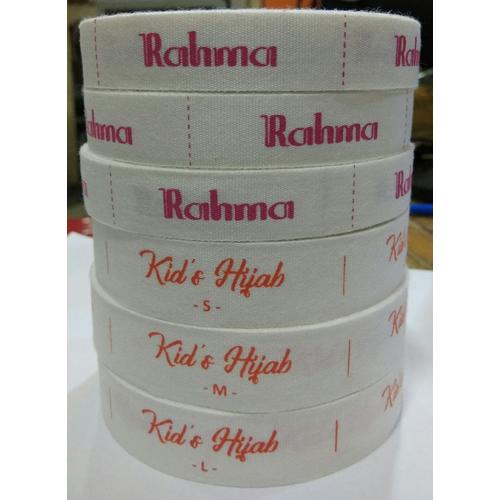 Rahma
Rahma
Rahma
Kid's Hijab
- S -
Kid's Hijab
- M -
Kid's Hijab
- L -